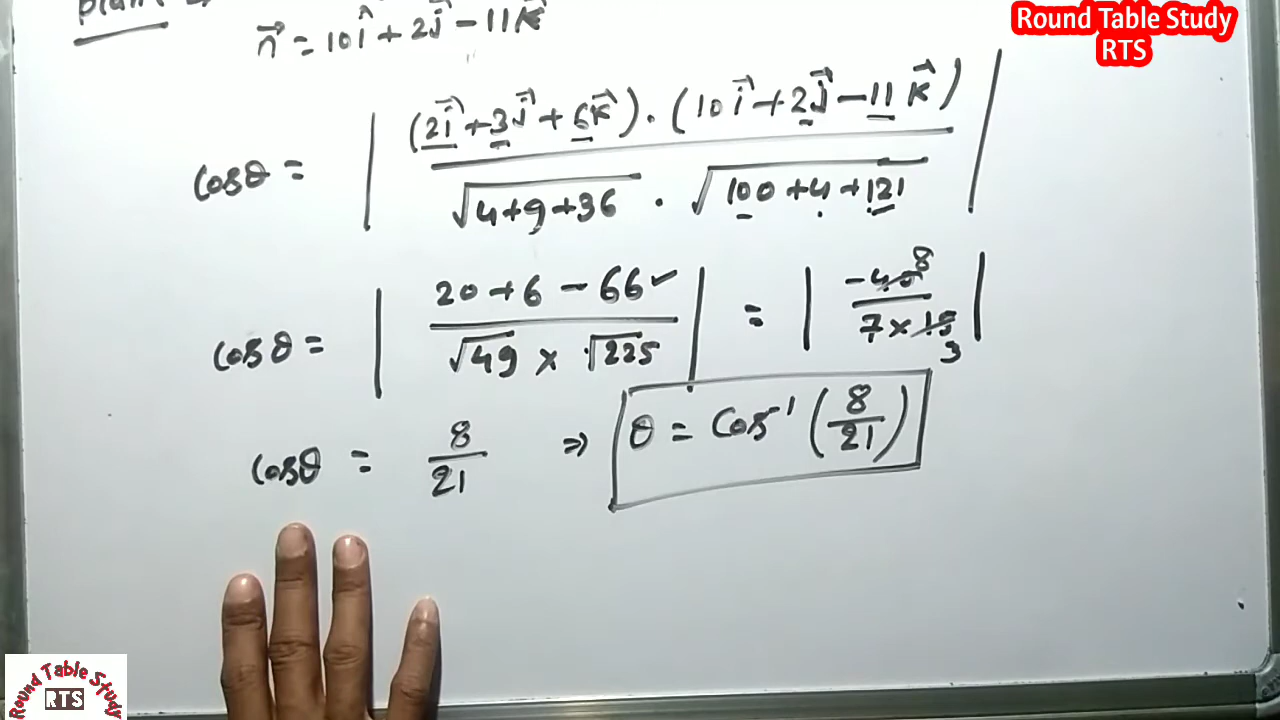 Round Table Study
RTS
n⃗ = 10î + 2j⃗ - 11k⃗
cosθ = | (2i⃗ + 3j⃗ + 6k⃗) . (10i⃗ + 2j⃗ - 11k⃗) / √4+9+36 . √100+4+121 |
cosθ = | 20 + 6 - 66 / √49 × √225 | = | -40 8 / 7 × 15 3 |
cosθ = 8/21 ⇒ θ = Cos⁻¹ (8/21)
Round Table Study
RTS